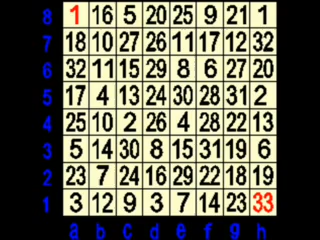 8 1 16 5 20 25 9 21 1
7 18 10 27 26 11 17 12 32
6 32 11 15 29 8 6 27 20
5 17 4 13 24 30 28 31 2
4 25 10 2 26 4 28 22 13
3 5 14 30 8 15 31 19 6
2 23 7 24 16 29 22 18 19
1 3 12 9 3 7 14 23 33
a b c d e f g h